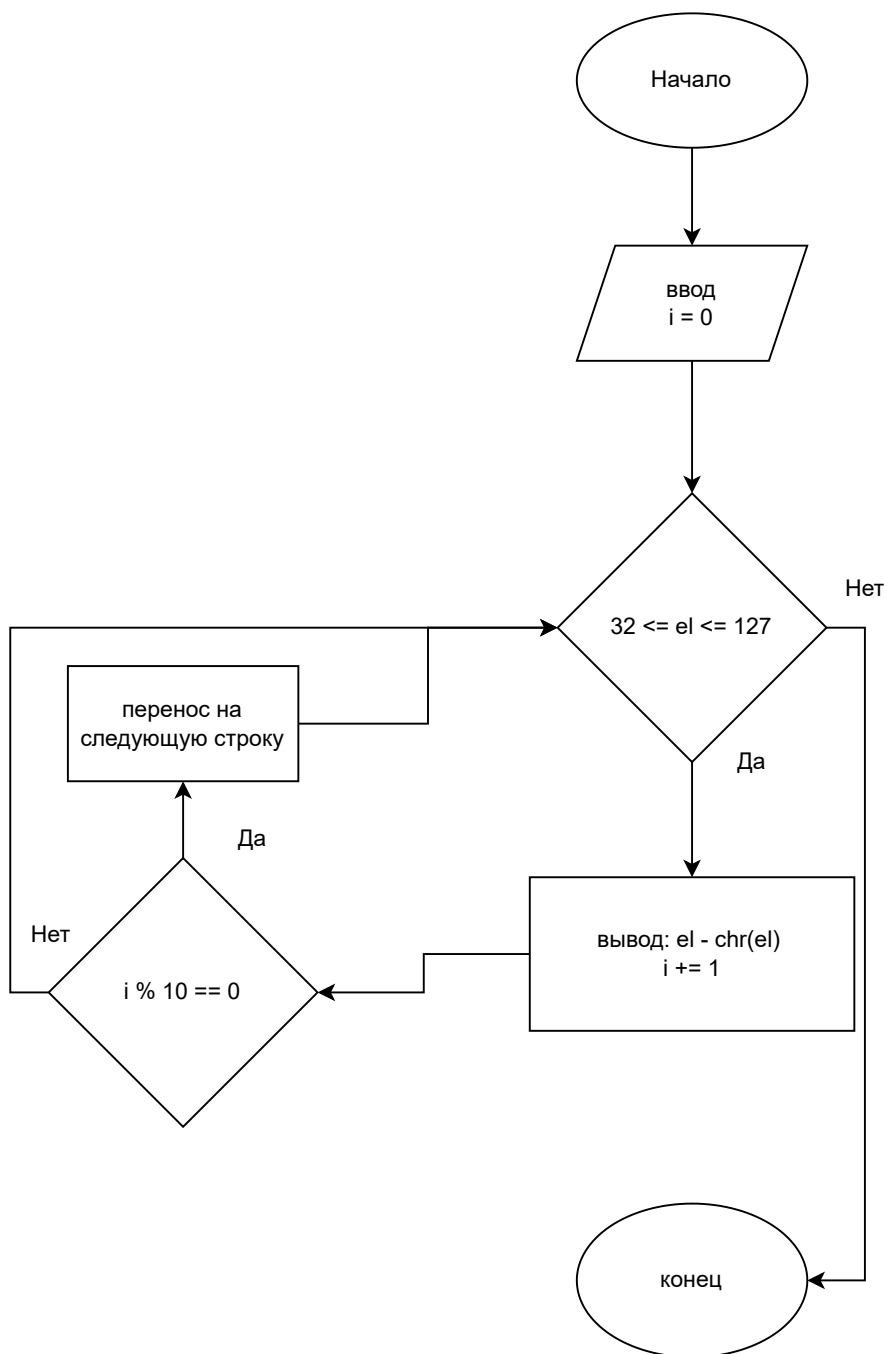 Начало
ввод
i = 0
32 <= el <= 127
Нет
Да
перенос на
следующую строку
Да
Нет
i % 10 == 0
вывод: el - chr(el)
i += 1
конец